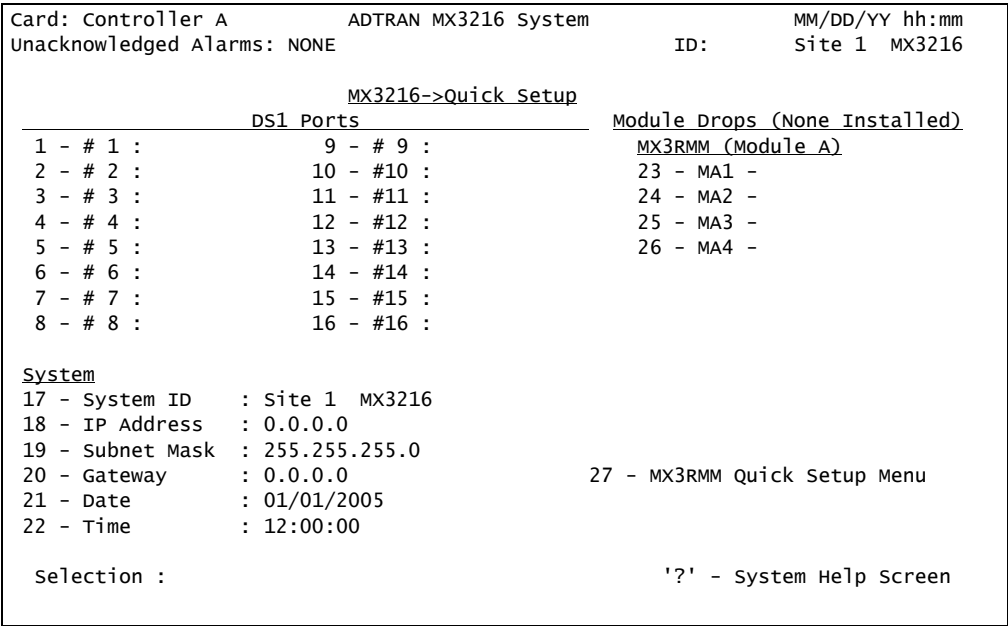 Card: Controller A ADTRAN MX3216 System MM/DD/YY hh:mm
Unacknowledged Alarms: NONE ID: Site 1 MX3216
MX3216->Quick Setup
DS1 Ports Module Drops (None Installed)
1 - # 1 : 9 - # 9 : MX3RMM (Module A)
2 - # 2 : 10 - #10 : 23 - MA1 -
3 - # 3 : 11 - #11 : 24 - MA2 -
4 - # 4 : 12 - #12 : 25 - MA3 -
5 - # 5 : 13 - #13 : 26 - MA4 -
6 - # 6 : 14 - #14 :
7 - # 7 : 15 - #15 :
8 - # 8 : 16 - #16 :
System
17 - System ID : Site 1 MX3216
18 - IP Address : 0.0.0.0
19 - Subnet Mask : 255.255.255.0
20 - Gateway : 0.0.0.0 27 - MX3RMM Quick Setup Menu
21 - Date : 01/01/2005
22 - Time : 12:00:00
Selection : '?' - System Help Screen